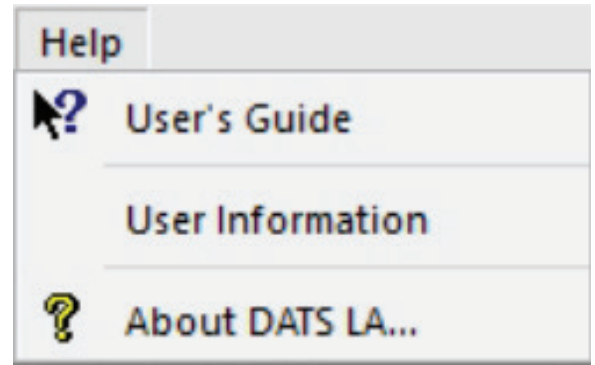 Help
User's Guide
User Information
About DATS LA...